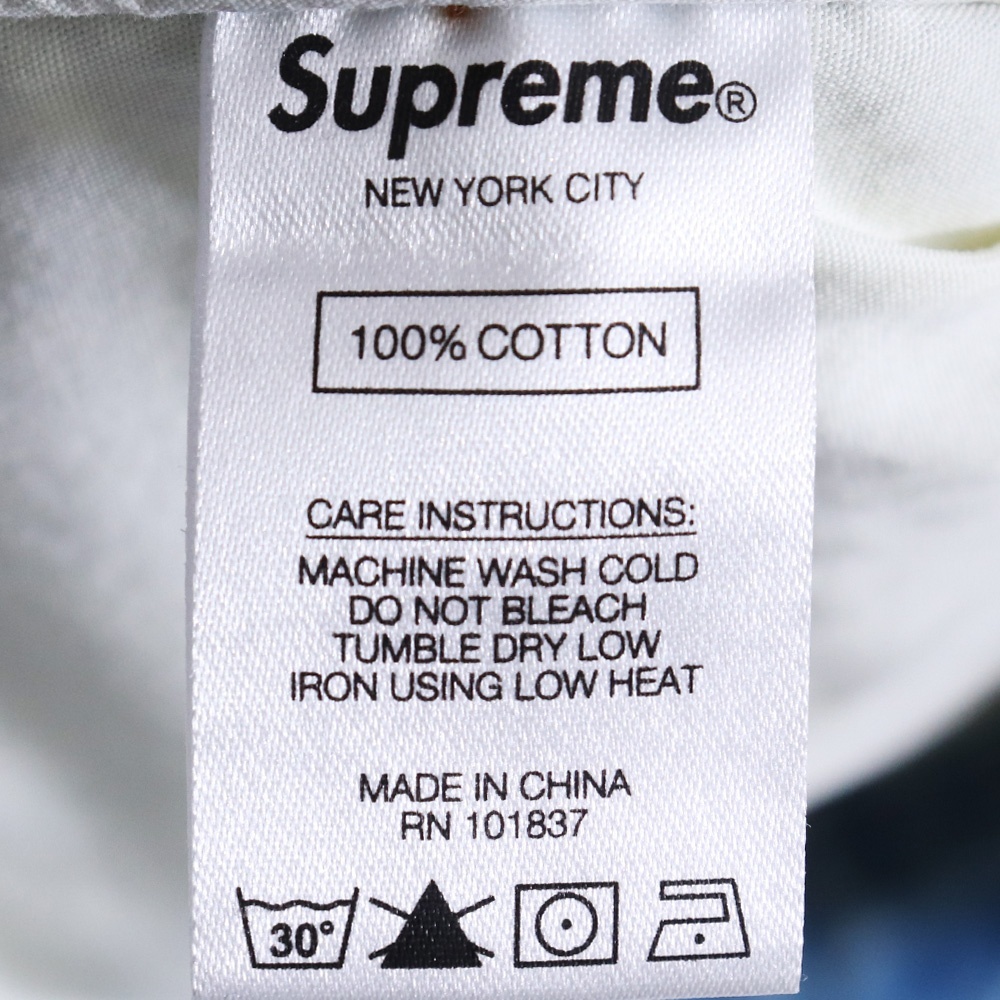 Supreme®
NEW YORK CITY
100% COTTON
CARE INSTRUCTIONS:
MACHINE WASH COLD
DO NOT BLEACH
TUMBLE DRY LOW
IRON USING LOW HEAT
MADE IN CHINA
RN 101837
30°